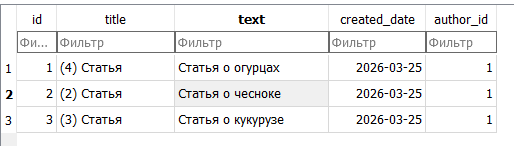 id title text created_date author_id
Фи... Фильтр Фильтр Фильтр Фильтр
1 1 (4) Статья Статья о огурцах 2026-03-25 1
2 2 (2) Статья Статья о чесноке 2026-03-25 1
3 3 (3) Статья Статья о кукурузе 2026-03-25 1